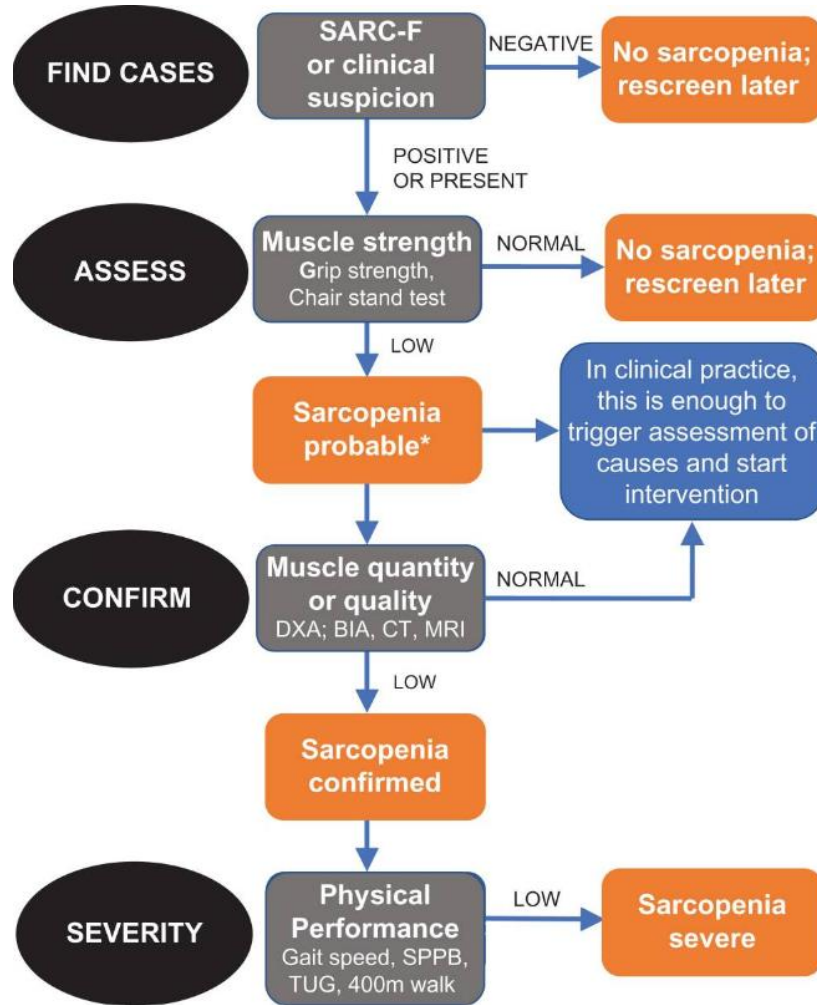 FIND CASES
SARC-F
or clinical
suspicion
NEGATIVE
No sarcopenia;
rescreen later
POSITIVE
OR PRESENT
ASSESS
Muscle strength
Grip strength,
Chair stand test
NORMAL
No sarcopenia;
rescreen later
LOW
Sarcopenia
probable*
In clinical practice,
this is enough to
trigger assessment of
causes and start
intervention
CONFIRM
Muscle quantity
or quality
DXA; BIA, CT, MRI
NORMAL
LOW
Sarcopenia
confirmed
SEVERITY
Physical
Performance
Gait speed, SPPB,
TUG, 400m walk
LOW
Sarcopenia
severe